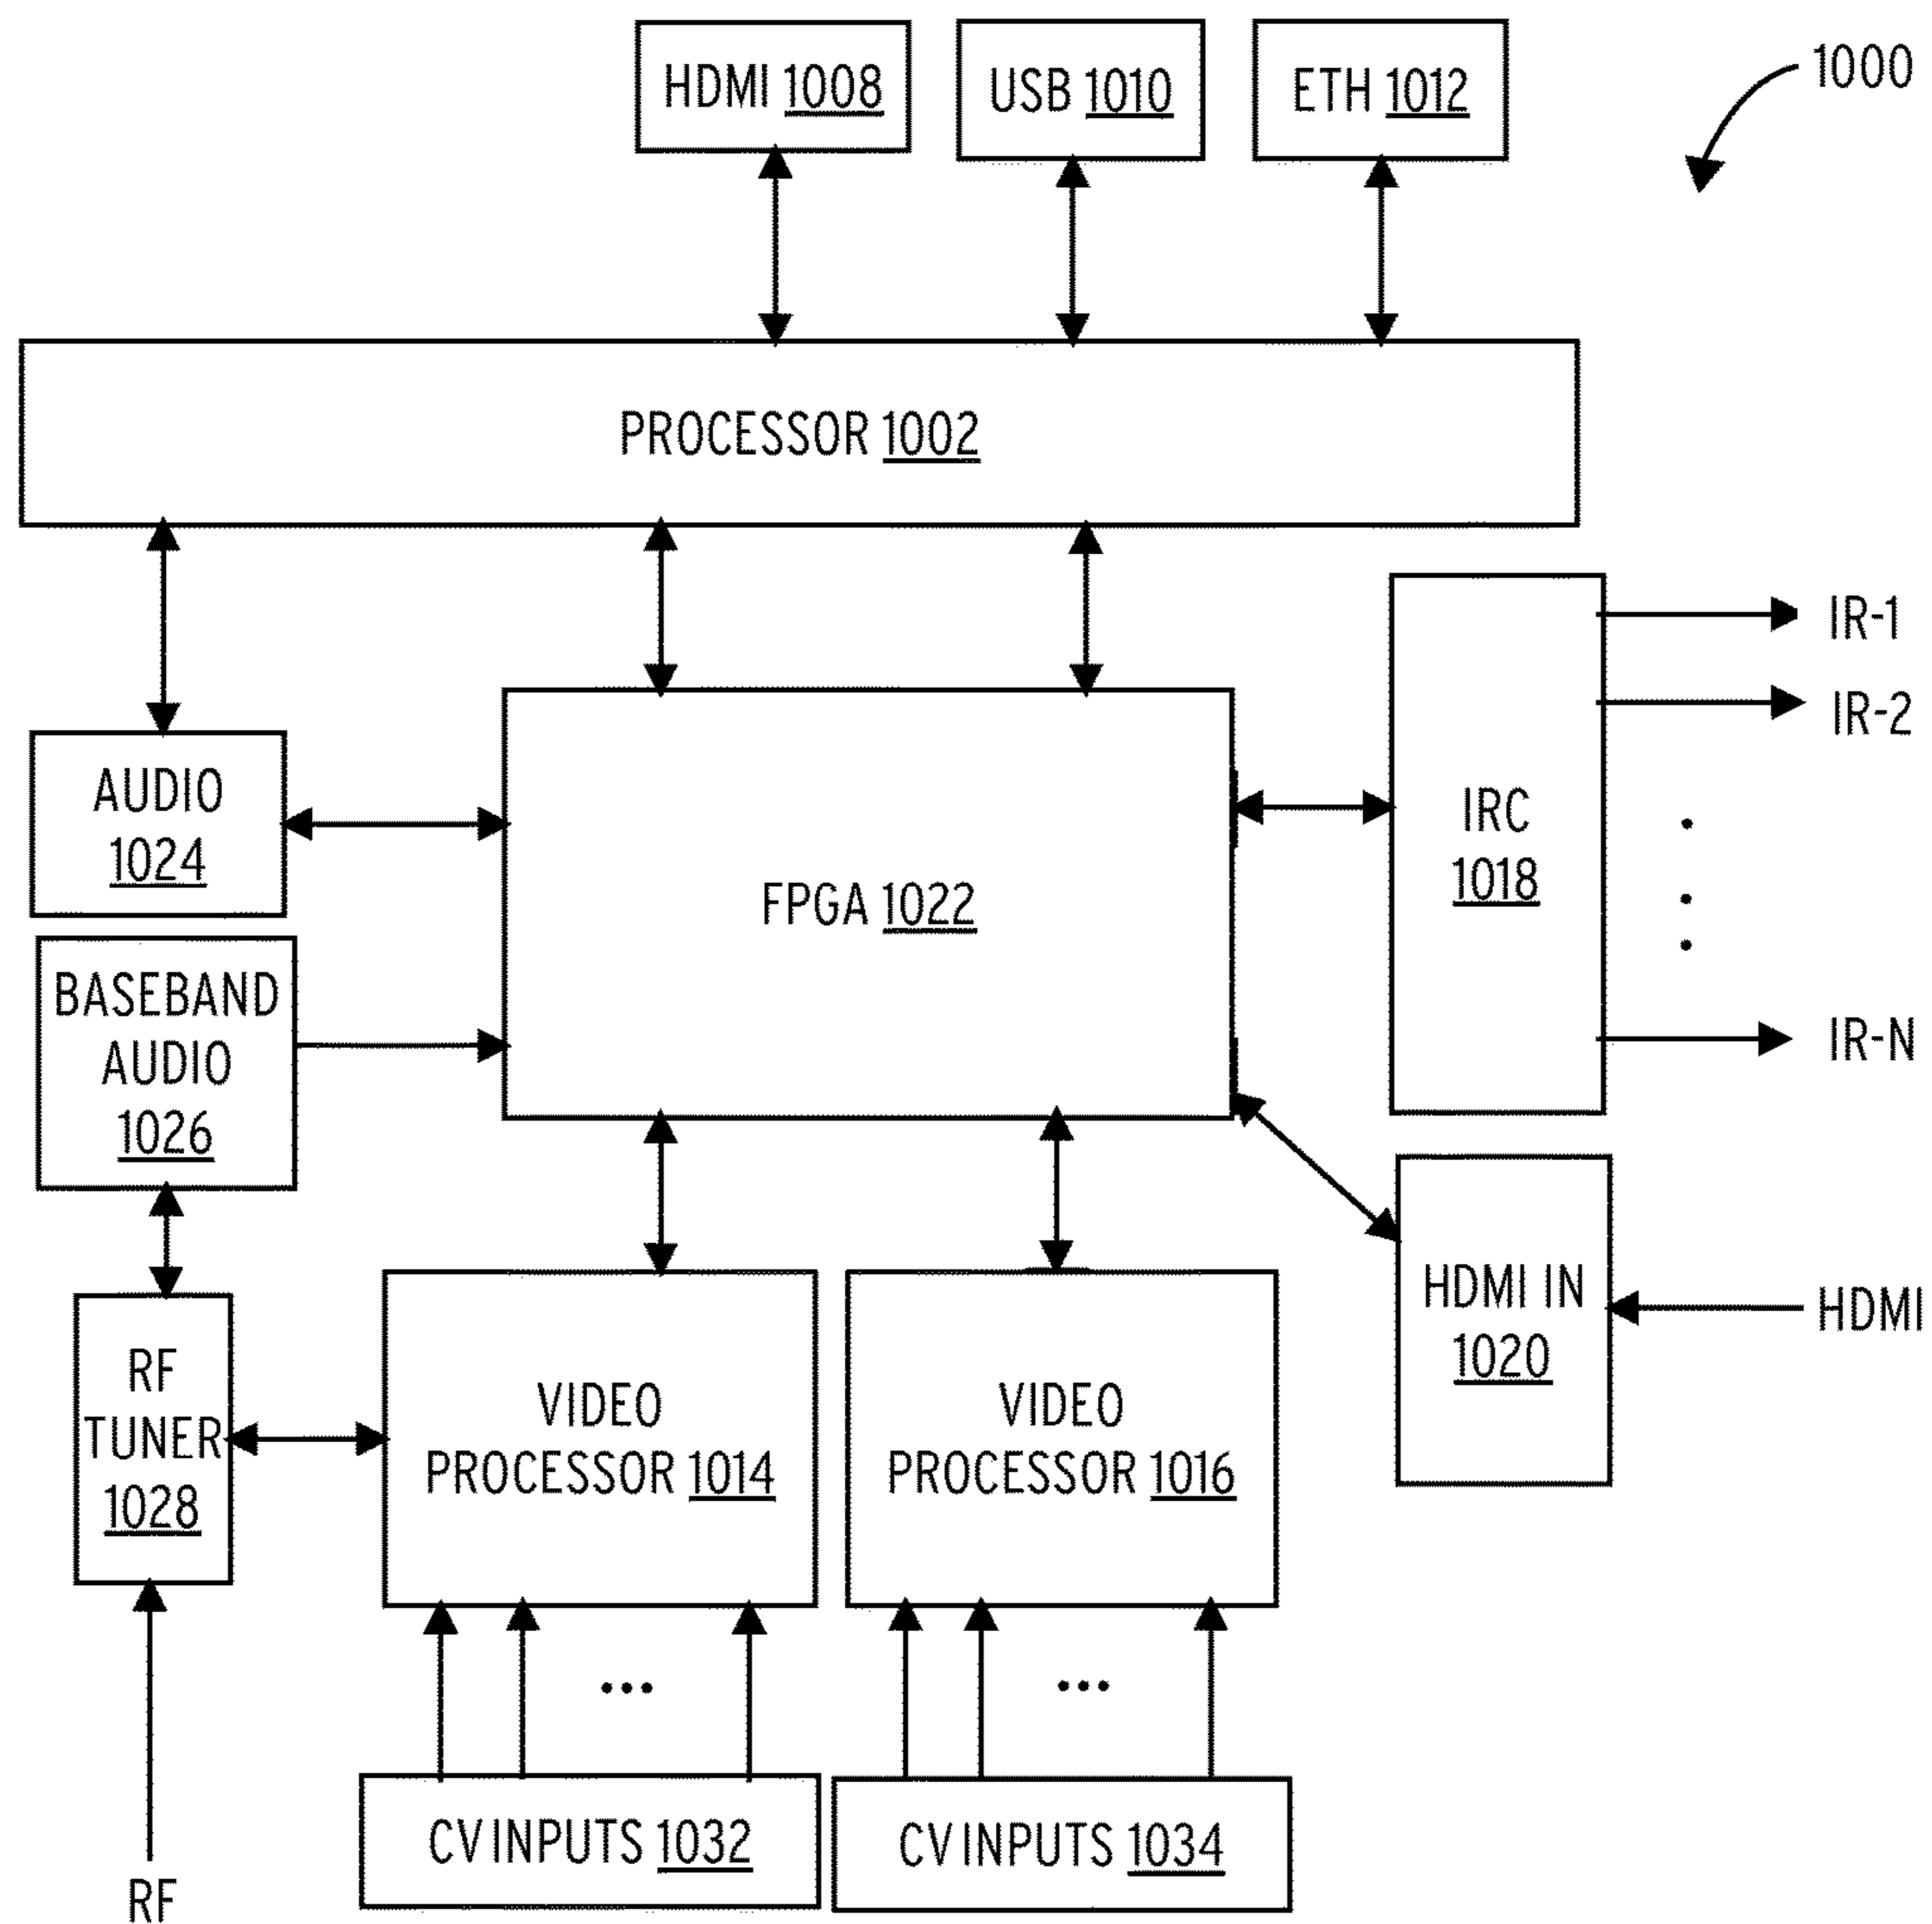 HDMI 1008
USB 1010
ETH 1012
1000
PROCESSOR 1002
IR-1
IR-2
IR-N
AUDIO
1024
FPGA 1022
IRC
1018
BASEBAND
AUDIO
1026
HDMI IN
1020
HDMI
RF
TUNER
1028
VIDEO
PROCESSOR 1014
VIDEO
PROCESSOR 1016
CV INPUTS 1032
CV INPUTS 1034
RF